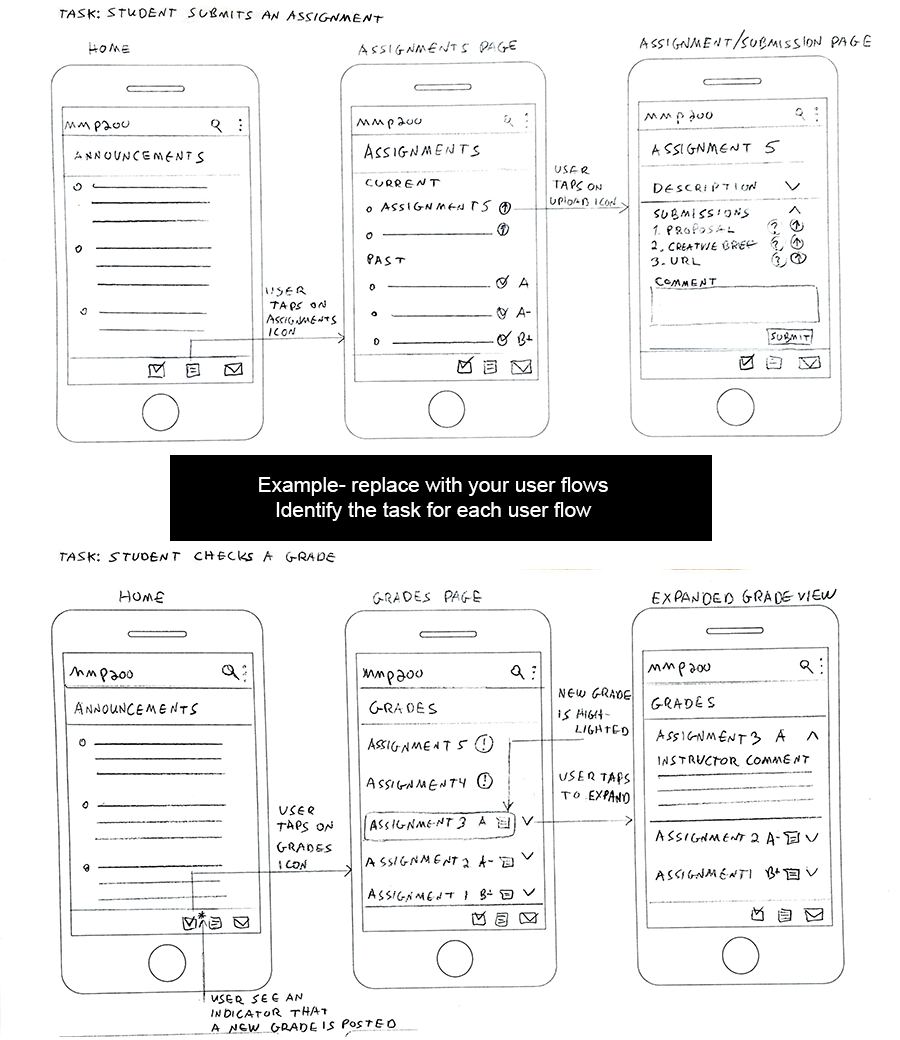 TASK: STUDENT SUBMITS AN ASSIGNMENT
HOME
MMP200
ANNOUNCEMENTS
USER
TAPS ON
ASSIGNMENTS
ICON
ASSIGNMENTS PAGE
MMP200
ASSIGNMENTS
CURRENT
ASSIGNMENT 5
PAST
A
A-
B+
USER
TAPS ON
UPLOAD ICON
ASSIGNMENT/SUBMISSION PAGE
MMP200
ASSIGNMENT 5
DESCRIPTION
SUBMISSIONS
1. PROPOSAL ?
2. CREATIVE BRIEF ?
3. URL ?
COMMENT
SUBMIT
Example- replace with your user flows
Identify the task for each user flow
TASK: STUDENT CHECKS A GRADE
HOME
MMP200
ANNOUNCEMENTS
USER
TAPS ON
GRADES
ICON
*
USER SEE AN
INDICATOR THAT
A NEW GRADE IS POSTED
GRADES PAGE
MMP200
GRADES
ASSIGNMENT 5 !
ASSIGNMENT 4 !
ASSIGNMENT 3 A
ASSIGNMENT 2 A-
ASSIGNMENT 1 B+
NEW GRADE
IS HIGH-
LIGHTED
USER TAPS
TO EXPAND
EXPANDED GRADE VIEW
MMP200
GRADES
ASSIGNMENT 3 A
INSTRUCTOR COMMENT
ASSIGNMENT 2 A-
ASSIGNMENT 1 B+